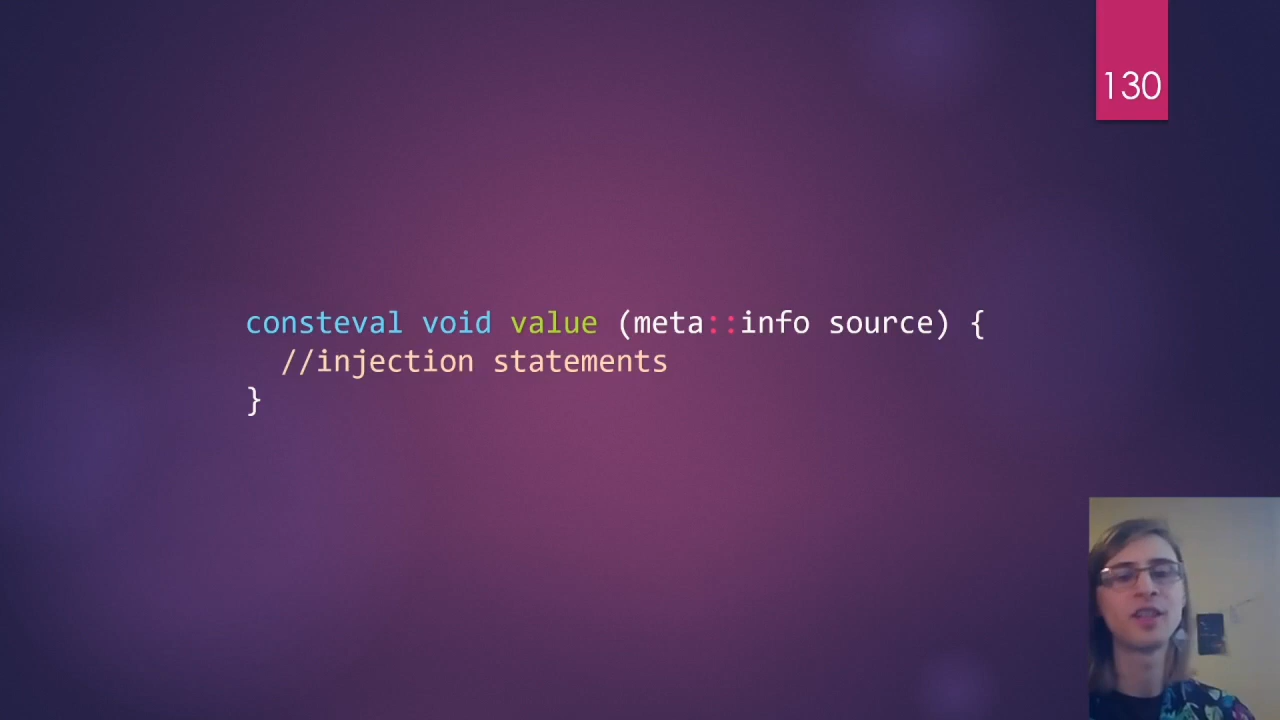 130
consteval void value (meta::info source) {
//injection statements
}